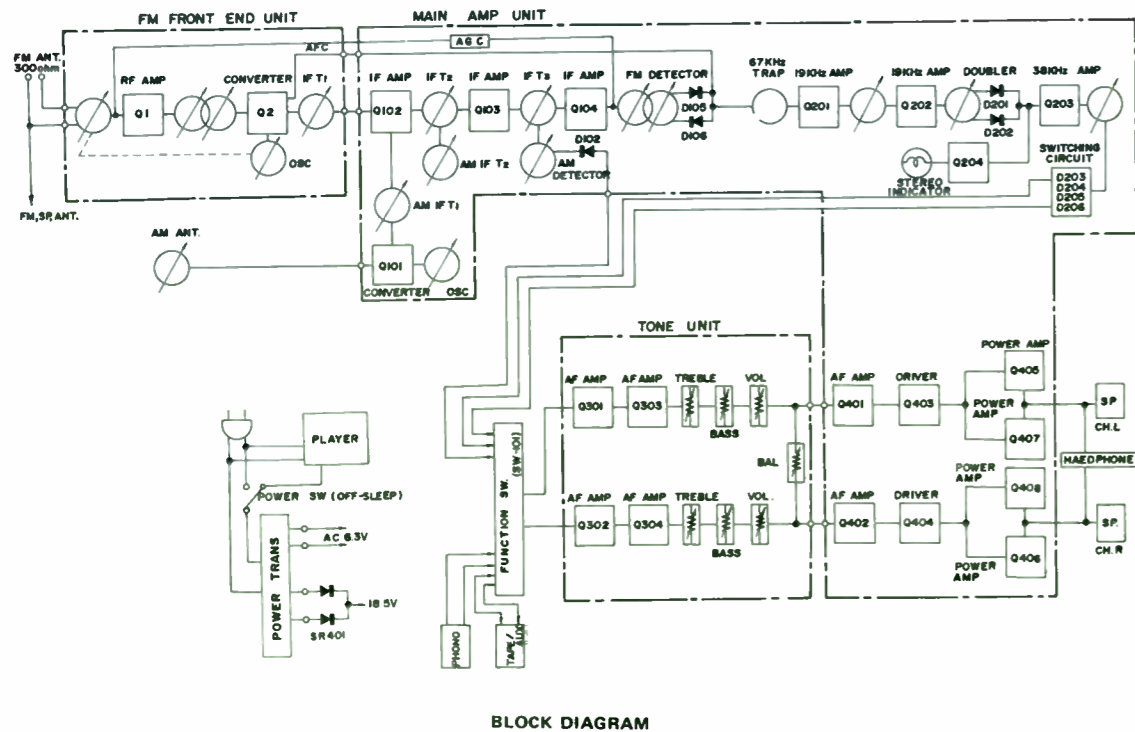 FM FRONT END UNIT
MAIN AMP UNIT
FM ANT.
300ohm
AFC
AGC
RF AMP
CONVERTER
IF T1
IF AMP
IF T2
IF AMP
IF T3
IF AMP
FM DETECTOR
67KHz
TRAP
19KHz AMP
19KHz AMP
DOUBLER
38KHz AMP
Q1
Q2
Q102
Q103
Q104
D105
D106
Q201
Q202
D201
D202
Q203
OSC
AM IF T2
D102
AM
DETECTOR
Q204
STEREO
INDICATOR
SWITCHING
CIRCUIT
D203
D204
D205
D206
FM,SP,ANT.
AM IF T1
AM ANT.
Q101
CONVERTER
OSC
TONE UNIT
AF AMP
AF AMP
TREBLE
VOL
AF AMP
DRIVER
POWER AMP
Q301
Q303
BASS
Q401
Q403
Q405
POWER
AMP
Q407
SP.
CH.L
BAL
HAEDPHONE
AF AMP
AF AMP
TREBLE
VOL.
AF AMP
DRIVER
POWER
AMP
Q302
Q304
BASS
Q402
Q404
Q408
POWER
AMP
Q406
SP.
CH.R
FUNCTION SW.
(SW-101)
PHONO
TAPE/
AUX
PLAYER
POWER SW (OFF-SLEEP)
POWER TRANS
AC 6.3V
18.5V
SR401
BLOCK DIAGRAM